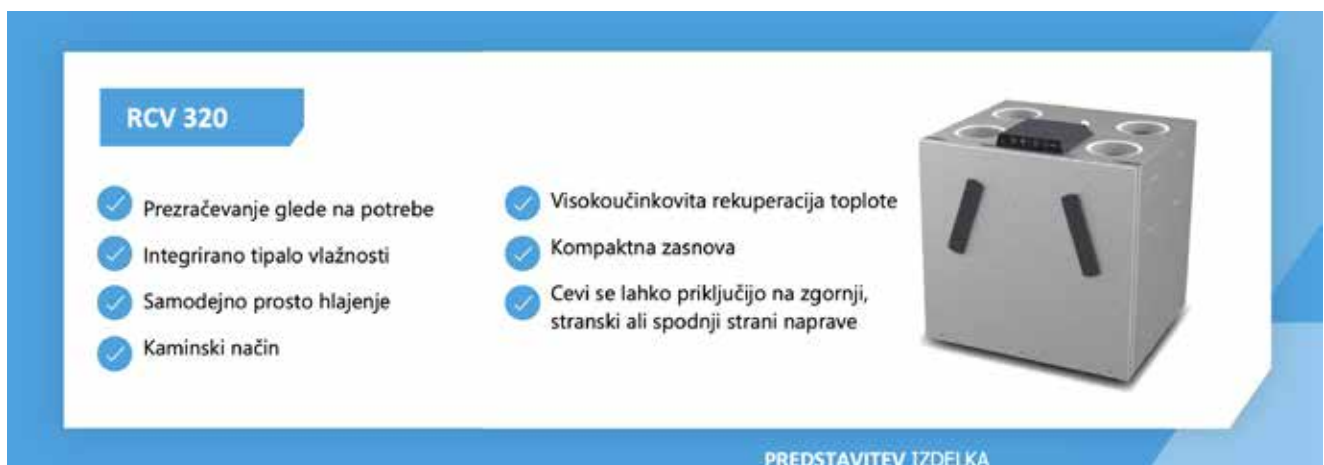 RCV 320
Prezračevanje glede na potrebe
Integrirano tipalo vlažnosti
Samodejno prosto hlajenje
Kaminski način
Visokoučinkovita rekuperacija toplote
Kompaktna zasnova
Cevi se lahko priključijo na zgornji,
stranski ali spodnji strani naprave
PREDSTAVITEV IZDELKA